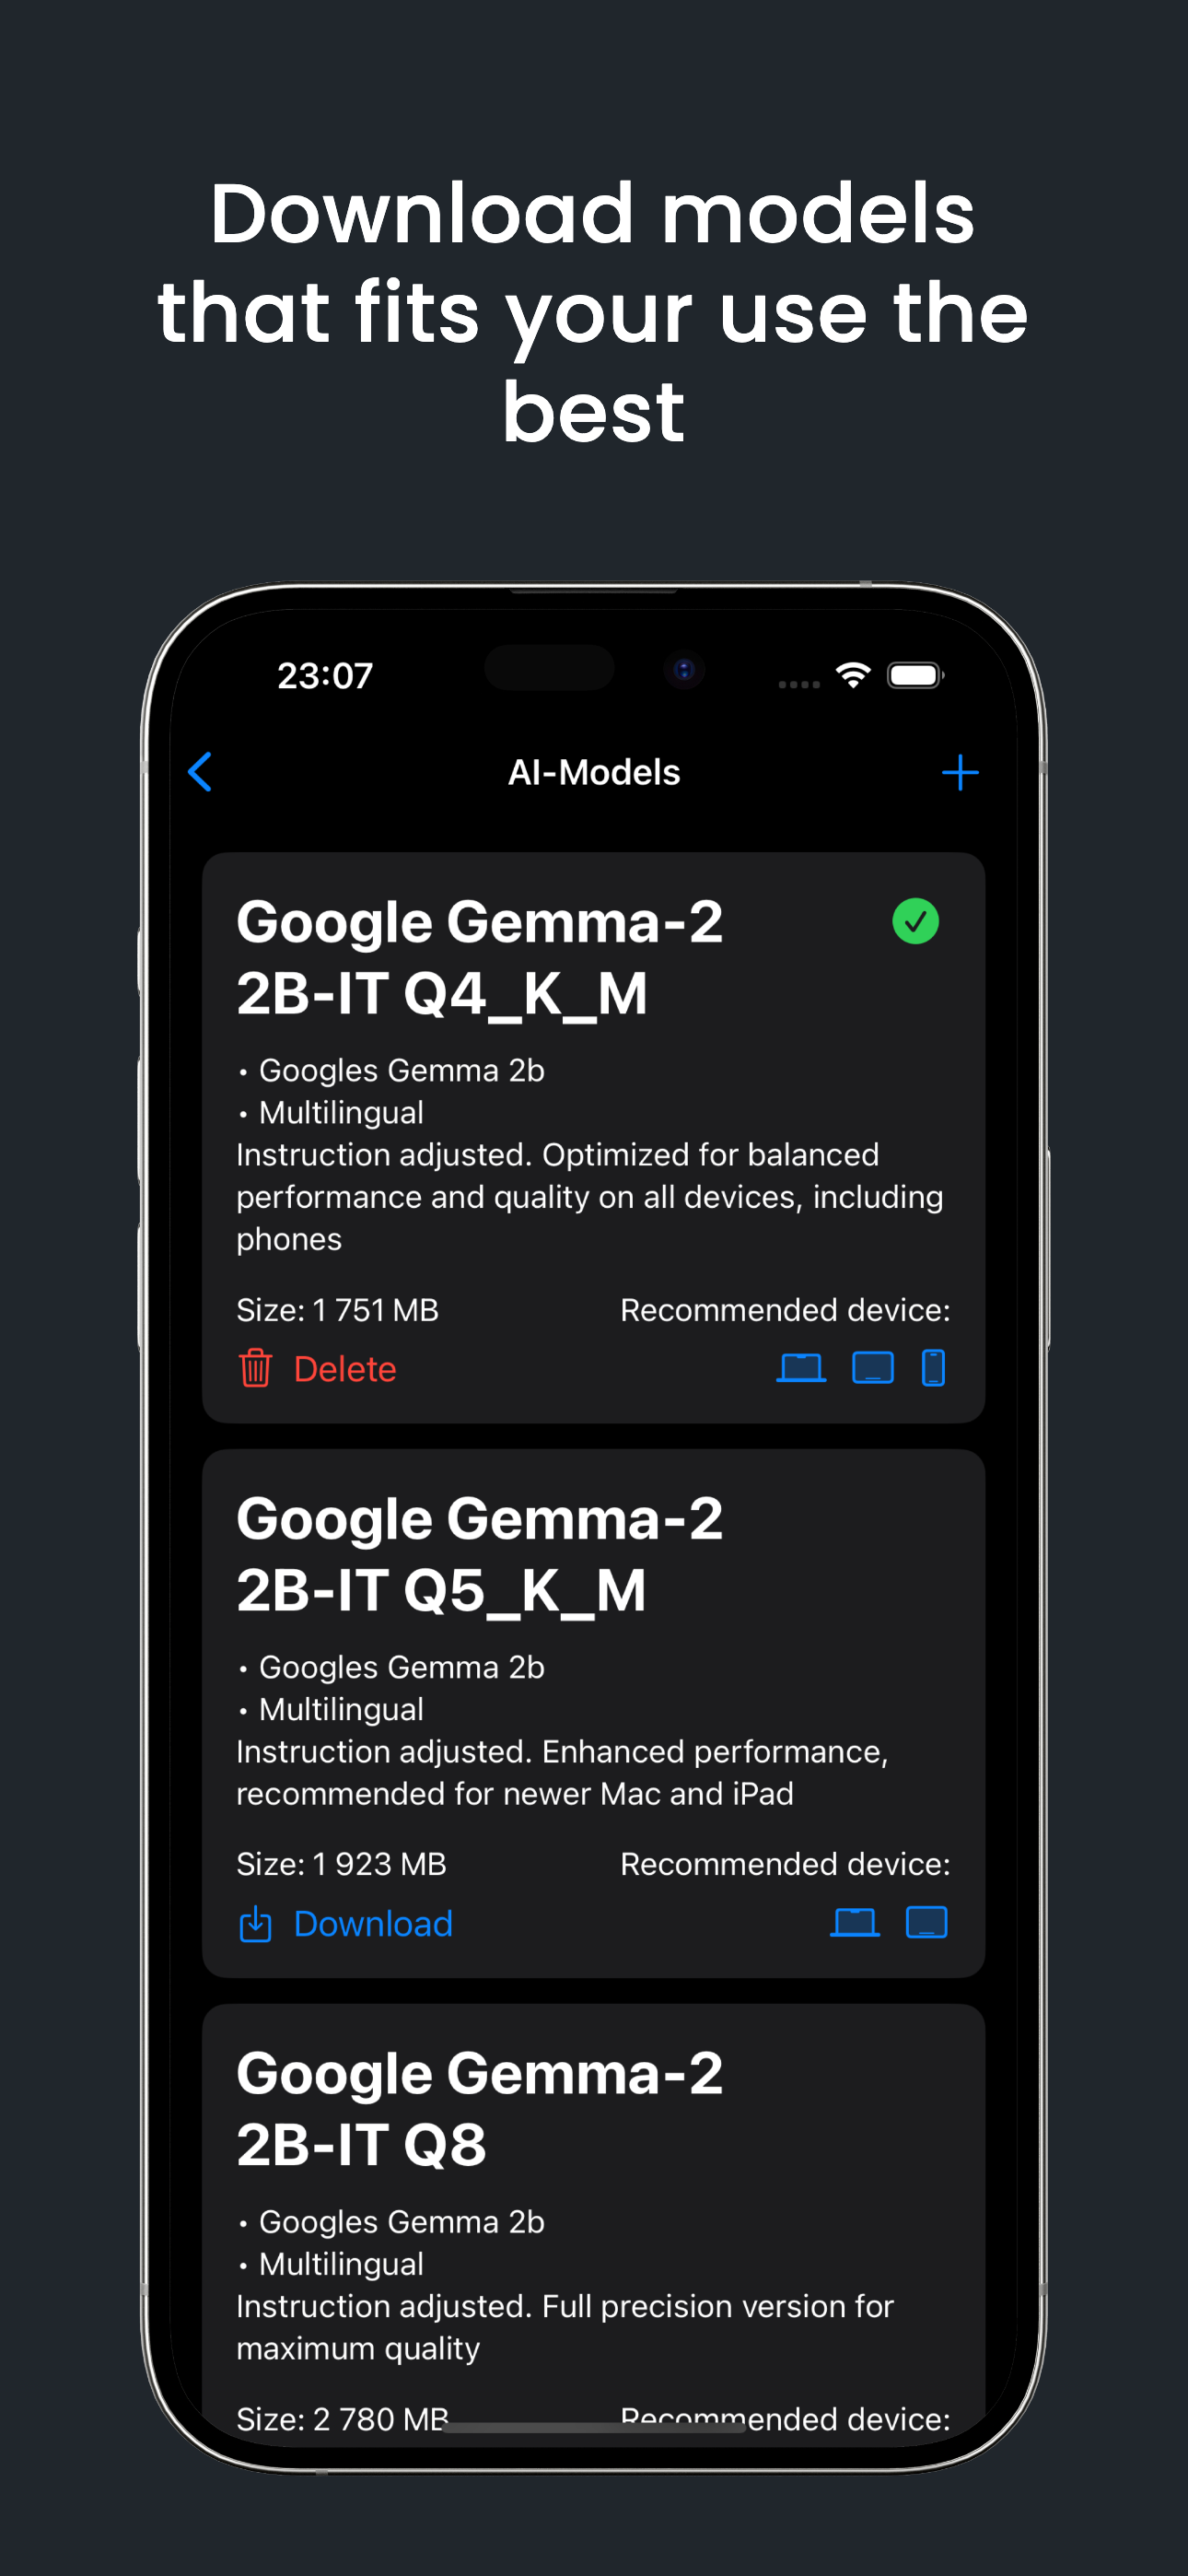 Download models
that fits your use the
best
23:07
AI-Models
Google Gemma-2
2B-IT Q4_K_M
• Googles Gemma 2b
• Multilingual
Instruction adjusted. Optimized for balanced
performance and quality on all devices, including
phones
Size: 1 751 MB Recommended device:
Delete
Google Gemma-2
2B-IT Q5_K_M
• Googles Gemma 2b
• Multilingual
Instruction adjusted. Enhanced performance,
recommended for newer Mac and iPad
Size: 1 923 MB Recommended device:
Download
Google Gemma-2
2B-IT Q8
• Googles Gemma 2b
• Multilingual
Instruction adjusted. Full precision version for
maximum quality
Size: 2 780 MB Recommended device: